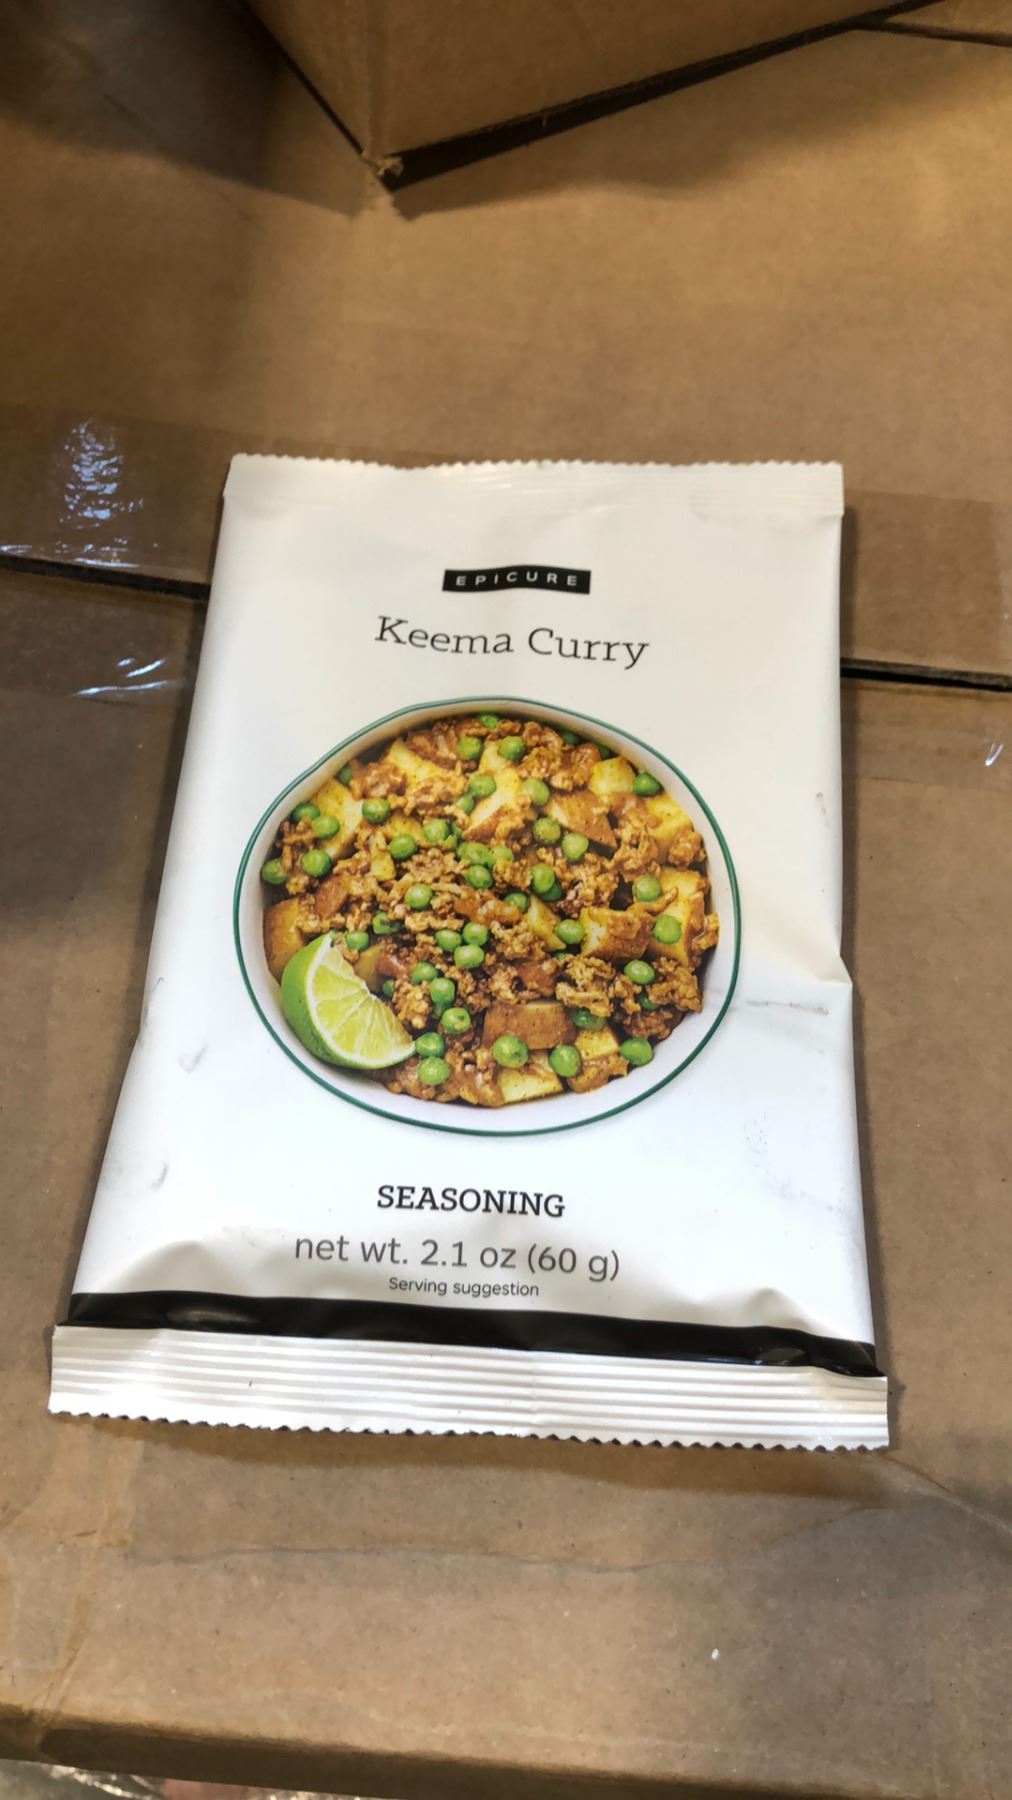 EPICURE
Keema Curry
SEASONING
net wt. 2.1 oz (60 g)
Serving suggestion